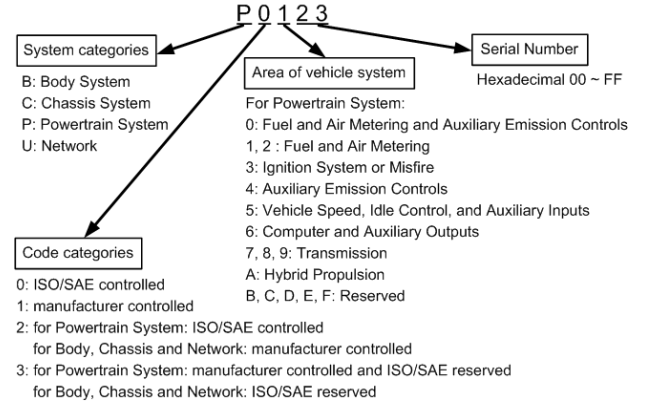 P 0 1 2 3
System categories
B: Body System
C: Chassis System
P: Powertrain System
U: Network
Area of vehicle system
For Powertrain System:
0: Fuel and Air Metering and Auxiliary Emission Controls
1, 2 : Fuel and Air Metering
3: Ignition System or Misfire
4: Auxiliary Emission Controls
5: Vehicle Speed, Idle Control, and Auxiliary Inputs
6: Computer and Auxiliary Outputs
7, 8, 9: Transmission
A: Hybrid Propulsion
B, C, D, E, F: Reserved
Serial Number
Hexadecimal 00 ~ FF
Code categories
0: ISO/SAE controlled
1: manufacturer controlled
2: for Powertrain System: ISO/SAE controlled
for Body, Chassis and Network: manufacturer controlled
3: for Powertrain System: manufacturer controlled and ISO/SAE reserved
for Body, Chassis and Network: ISO/SAE reserved